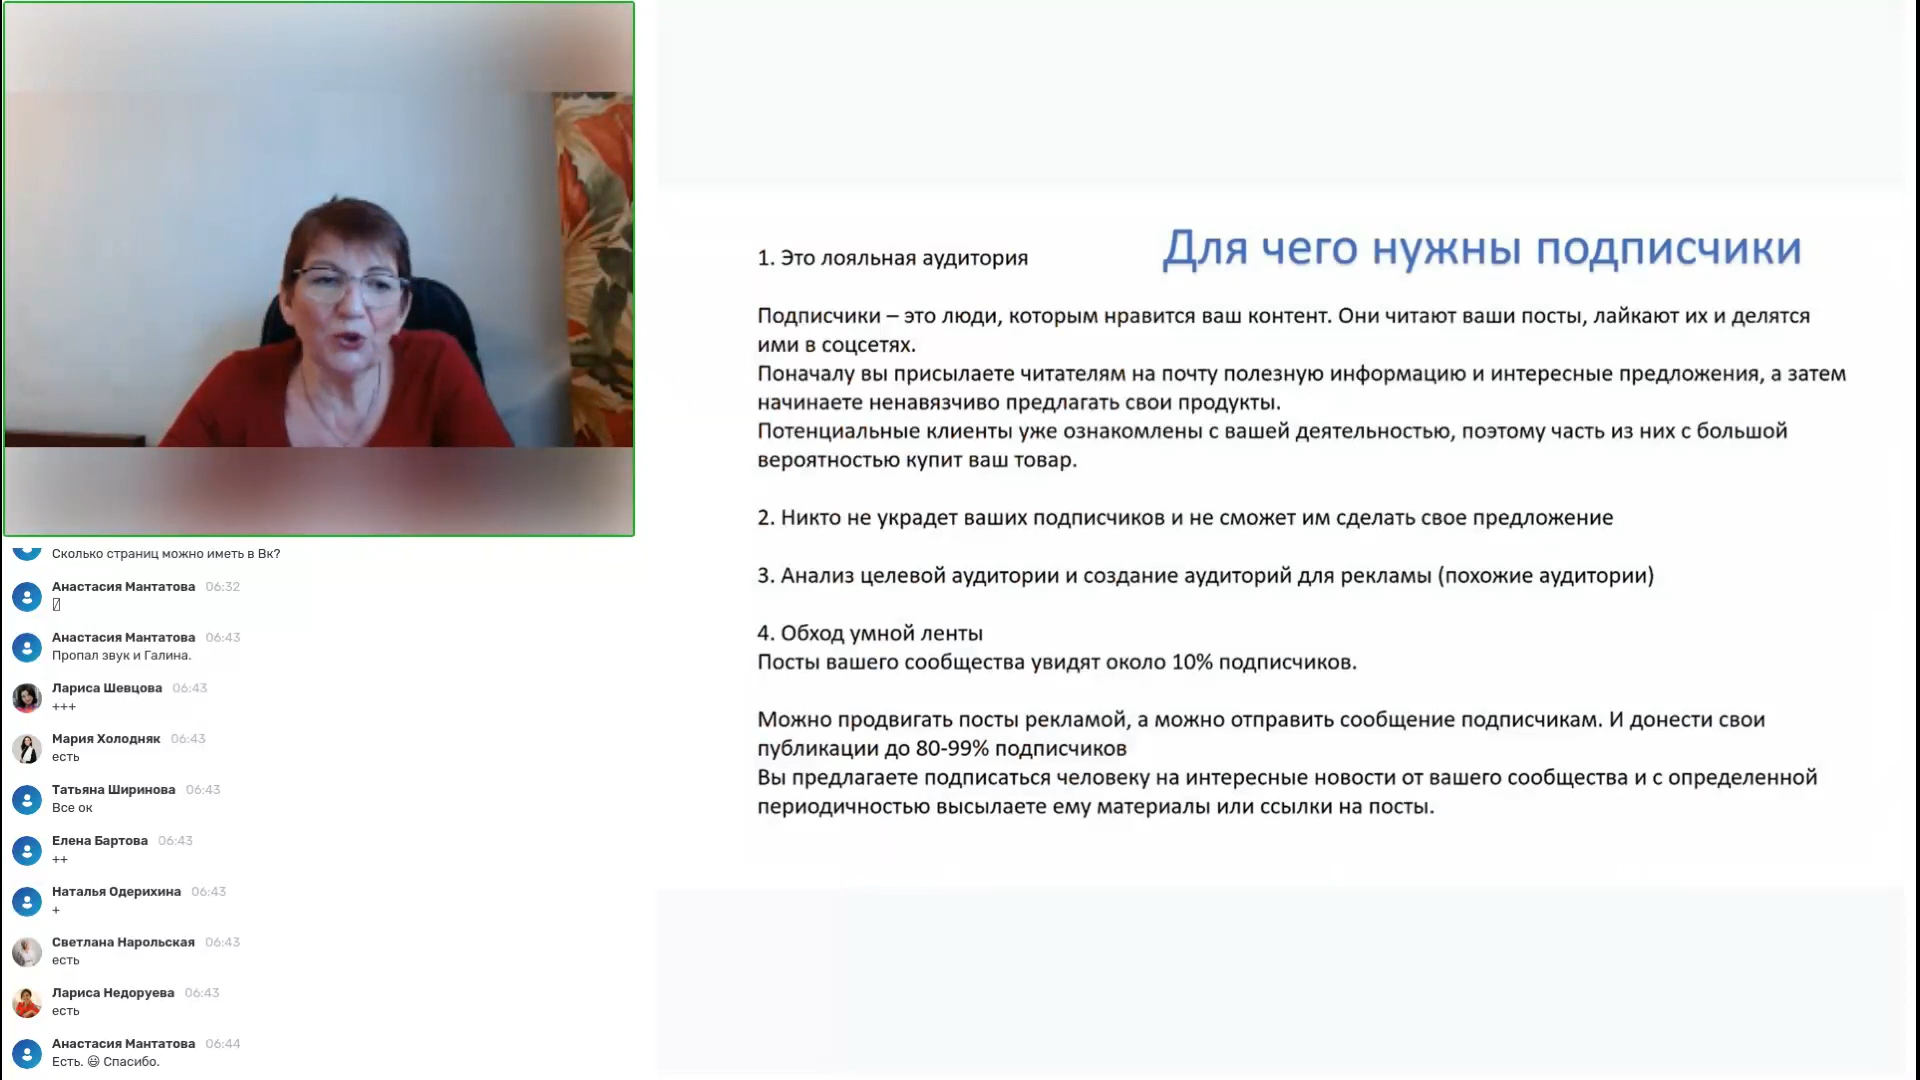 Для чего нужны подписчики
1. Это лояльная аудитория
Подписчики – это люди, которым нравится ваш контент. Они читают ваши посты, лайкают их и делятся
ими в соцсетях.
Поначалу вы присылаете читателям на почту полезную информацию и интересные предложения, а затем
начинаете ненавязчиво предлагать свои продукты.
Потенциальные клиенты уже ознакомлены с вашей деятельностью, поэтому часть из них с большой
вероятностью купит ваш товар.
2. Никто не украдет ваших подписчиков и не сможет им сделать свое предложение
3. Анализ целевой аудитории и создание аудиторий для рекламы (похожие аудитории)
4. Обход умной ленты
Посты вашего сообщества увидят около 10% подписчиков.
Можно продвигать посты рекламой, а можно отправить сообщение подписчикам. И донести свои
публикации до 80-99% подписчиков
Вы предлагаете подписаться человеку на интересные новости от вашего сообщества и с определенной
периодичностью высылаете ему материалы или ссылки на посты.
Сколько страниц можно иметь в Вк?
Анастасия Мантатова 06:32
Анастасия Мантатова 06:43
Пропал звук и Галина.
Лариса Шевцова 06:43
+++
Мария Холодняк 06:43
есть
Татьяна Ширинова 06:43
Все ок
Елена Бартова 06:43
++
Наталья Одерихина 06:43
+
Светлана Нарольская 06:43
есть
Лариса Недоруева 06:43
есть
Анастасия Мантатова 06:44
Есть. 😃 Спасибо.